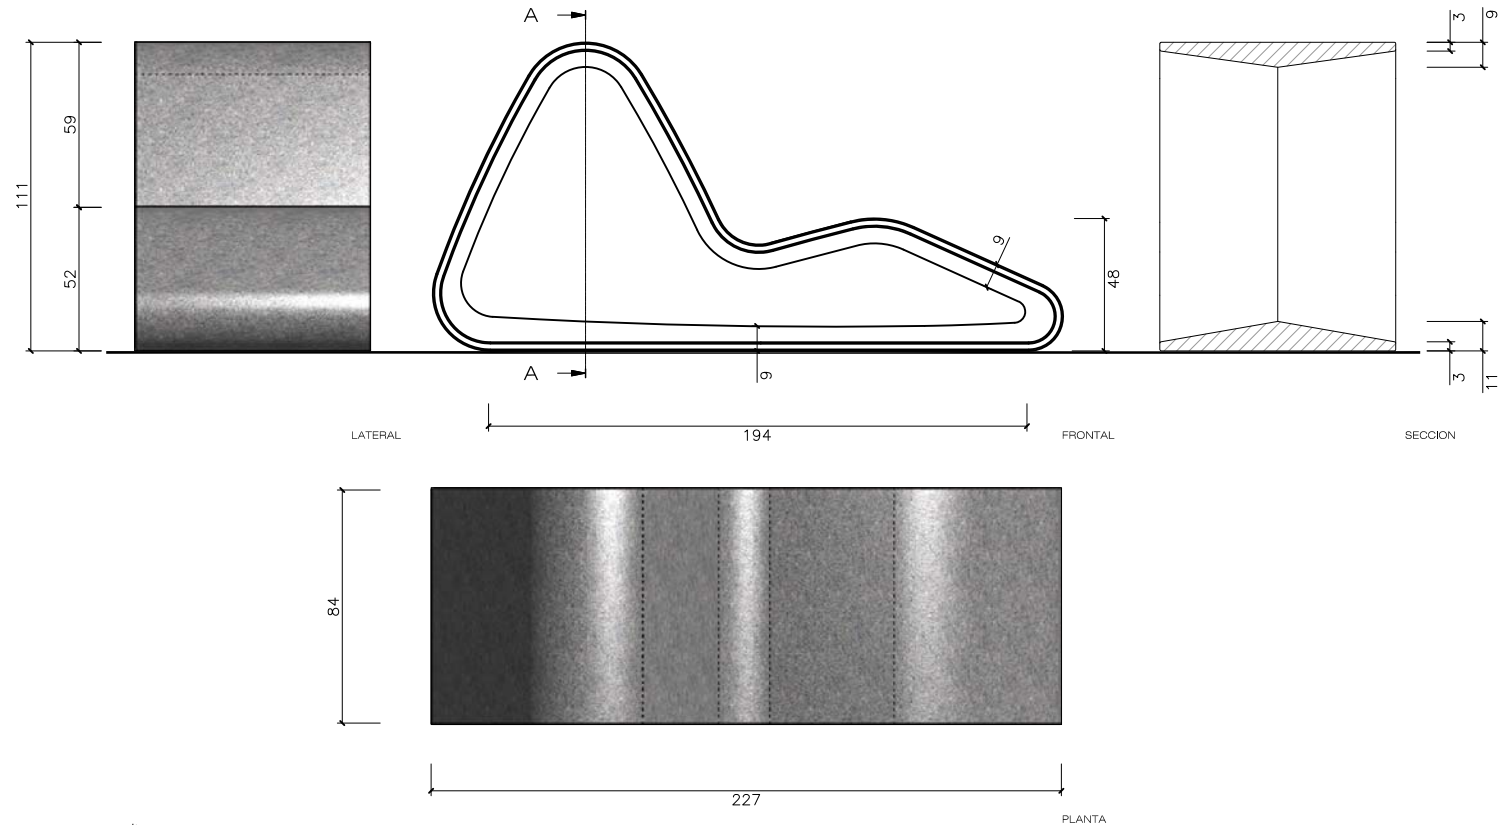 A
3
9
59
111
52
9
48
A
9
3
11
194
LATERAL
FRONTAL
SECCION
84
227
PLANTA